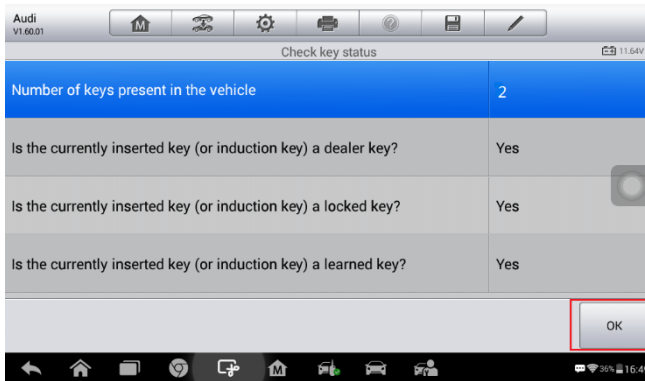 Audi
V1.60.01
Check key status
11.64V
Number of keys present in the vehicle 2
Is the currently inserted key (or induction key) a dealer key? Yes
Is the currently inserted key (or induction key) a locked key? Yes
Is the currently inserted key (or induction key) a learned key? Yes
OK
36% 16:49